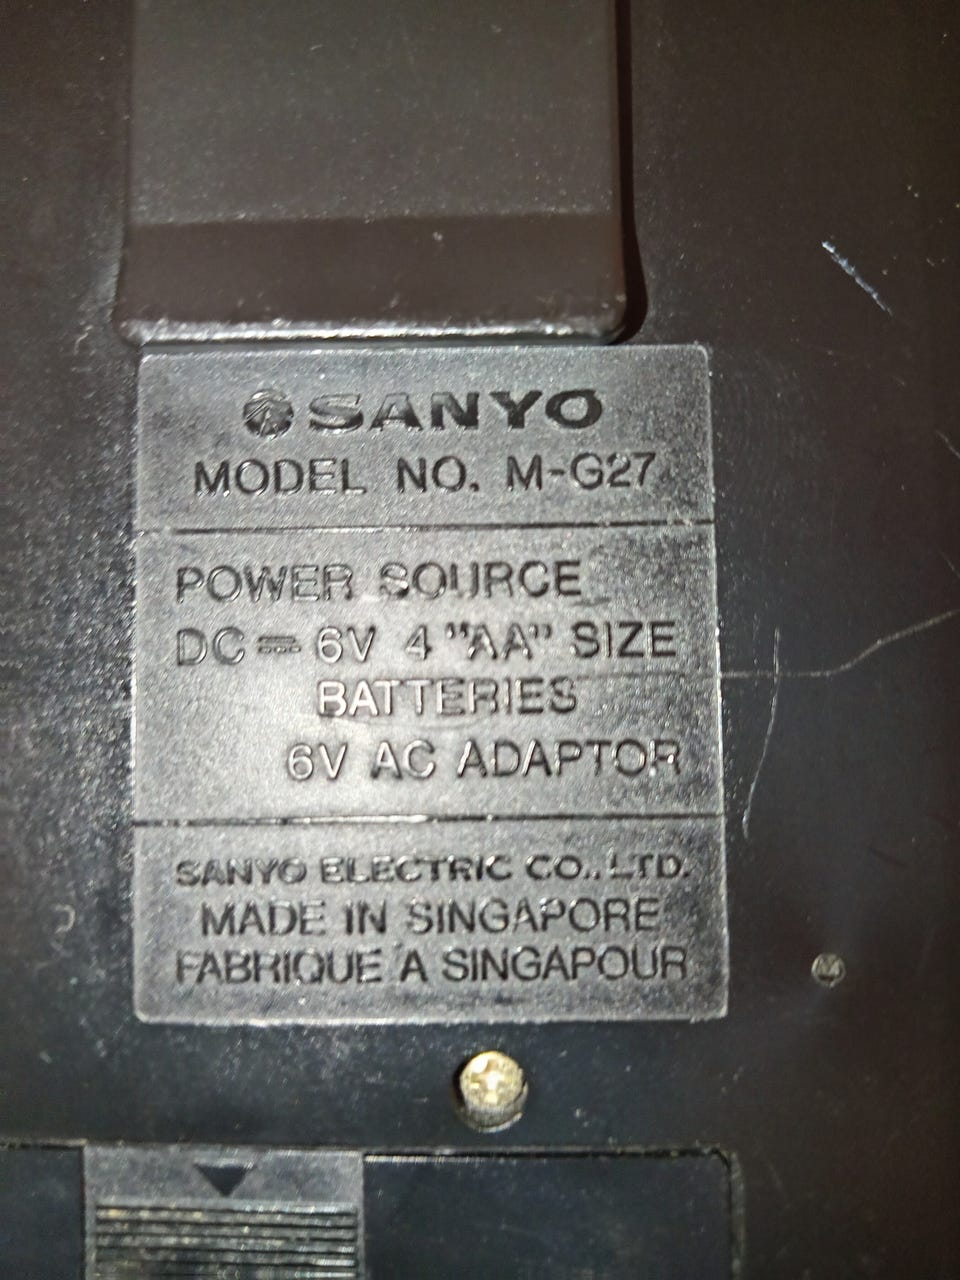 SANYO
MODEL NO. M-G27
POWER SOURCE
DC ⎓ 6V 4 "AA" SIZE
BATTERIES
6V AC ADAPTOR
SANYO ELECTRIC CO., LTD.
MADE IN SINGAPORE
FABRIQUE A SINGAPOUR